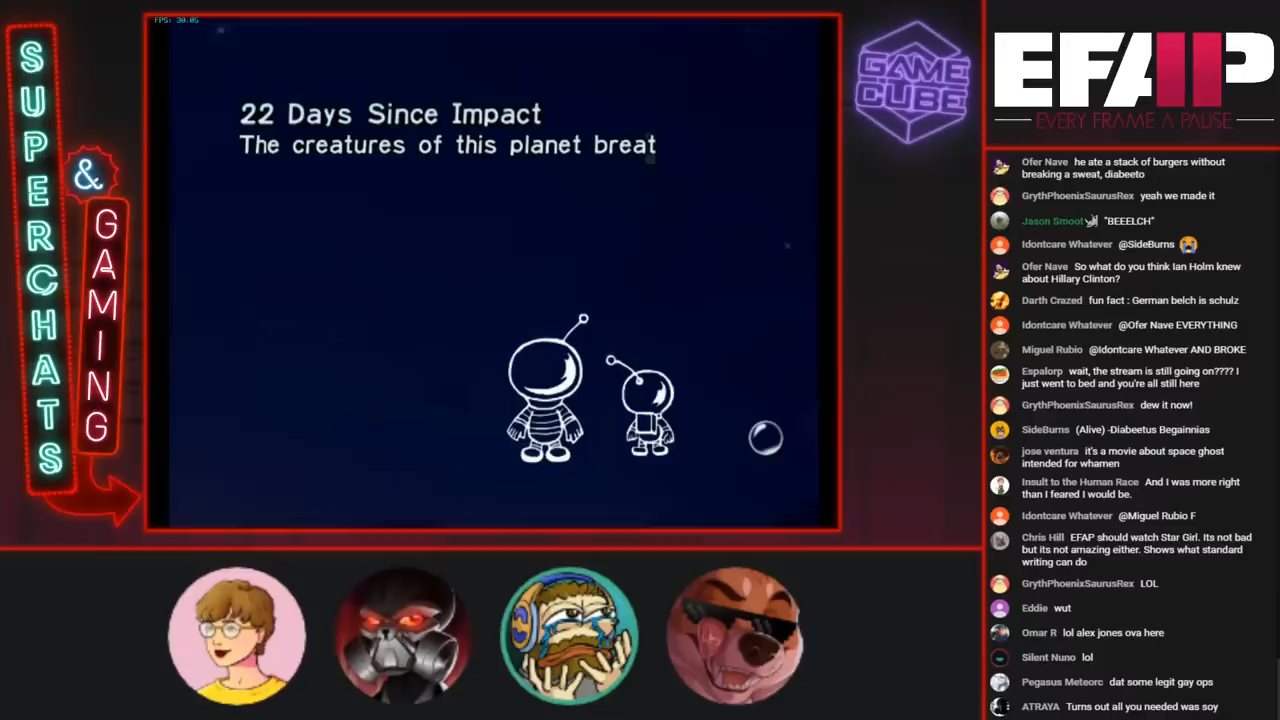 FPS: 30.05
SUPERCHATS
&
GAMING
22 Days Since Impact
The creatures of this planet breat
GAME
CUBE
EFAP
EVERY FRAME A PAUSE
Ofer Nave he ate a stack of burgers without
breaking a sweat, diabeeto
GrythPhoenixSaurusRex yeah we made it
Jason Smoot "BEEELCH"
Idontcare Whatever @SideBurns 😭
Ofer Nave So what do you think Ian Holm knew
about Hillary Clinton?
Darth Crazed fun fact : German belch is schulz
Idontcare Whatever @Ofer Nave EVERYTHING
Miguel Rubio @Idontcare Whatever AND BROKE
Espalorp wait, the stream is still going on???? I
just went to bed and you're all still here
GrythPhoenixSaurusRex dew it now!
SideBurns (Alive) -Diabeetus Begainnias
jose ventura it's a movie about space ghost
intended for whamen
Insult to the Human Race And I was more right
than I feared I would be.
Idontcare Whatever @Miguel Rubio F
Chris Hill EFAP should watch Star Girl. Its not bad
but its not amazing either. Shows what standard
writing can do
GrythPhoenixSaurusRex LOL
Eddie wut
Omar R lol alex jones ova here
Silent Nuno lol
Pegasus Meteorc dat some legit gay ops
ATRAYA Turns out all you needed was soy